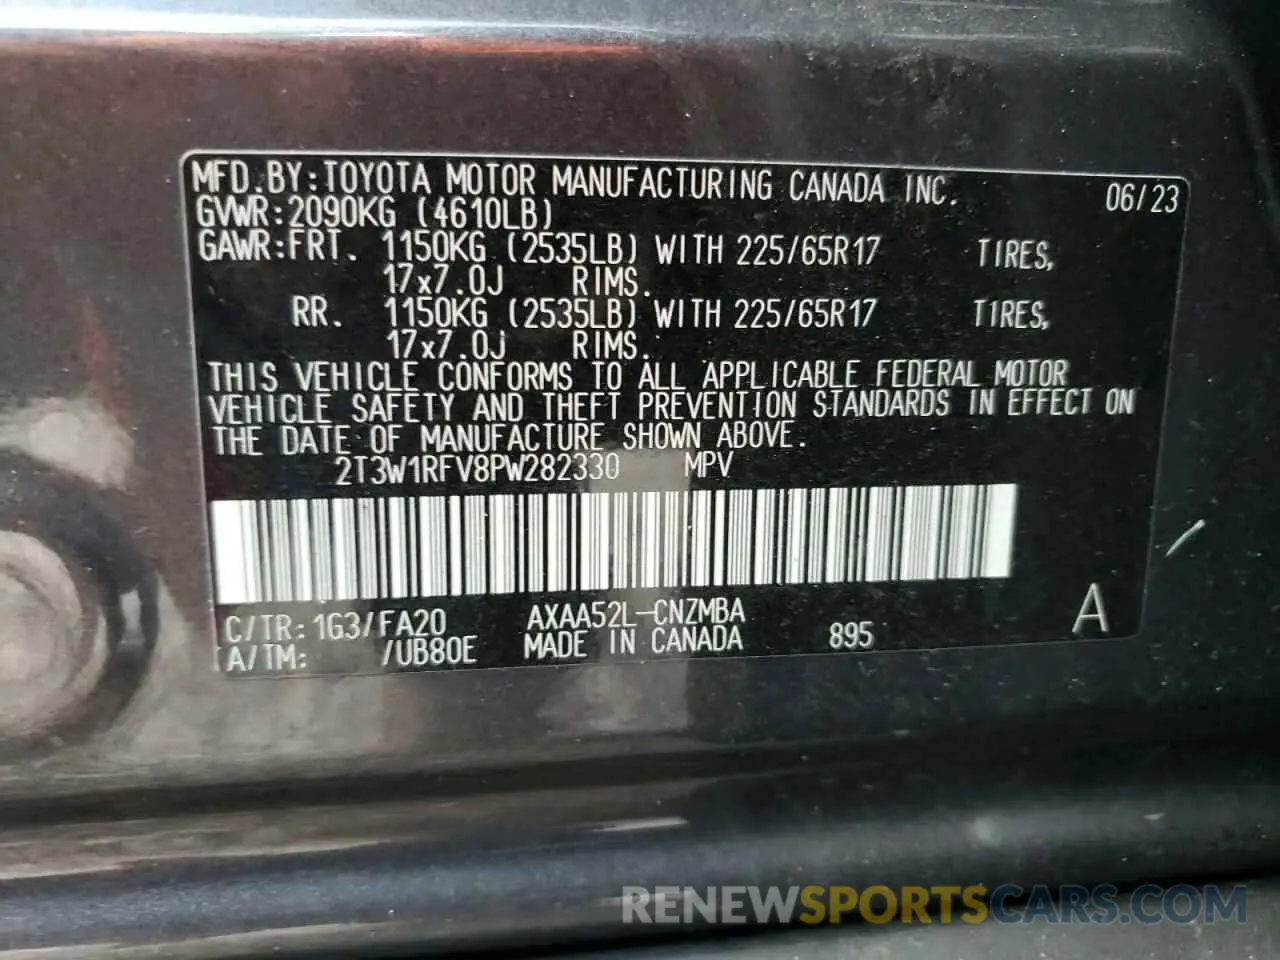 MFD.BY:TOYOTA MOTOR MANUFACTURING CANADA INC. 06/23
GVWR:2090KG (4610LB)
GAWR:FRT. 1150KG (2535LB) WITH 225/65R17 TIRES,
17x7.0J RIMS.
RR. 1150KG (2535LB) WITH 225/65R17 TIRES,
17x7.0J RIMS.
THIS VEHICLE CONFORMS TO ALL APPLICABLE FEDERAL MOTOR
VEHICLE SAFETY AND THEFT PREVENTION STANDARDS IN EFFECT ON
THE DATE OF MANUFACTURE SHOWN ABOVE.
2T3W1RFV8PW282330 MPV
C/TR:1G3/FA20 AXAA52L-CNZMBA A
A/TM: /UB80E MADE IN CANADA 895
RENEWSPORTSCARS.COM